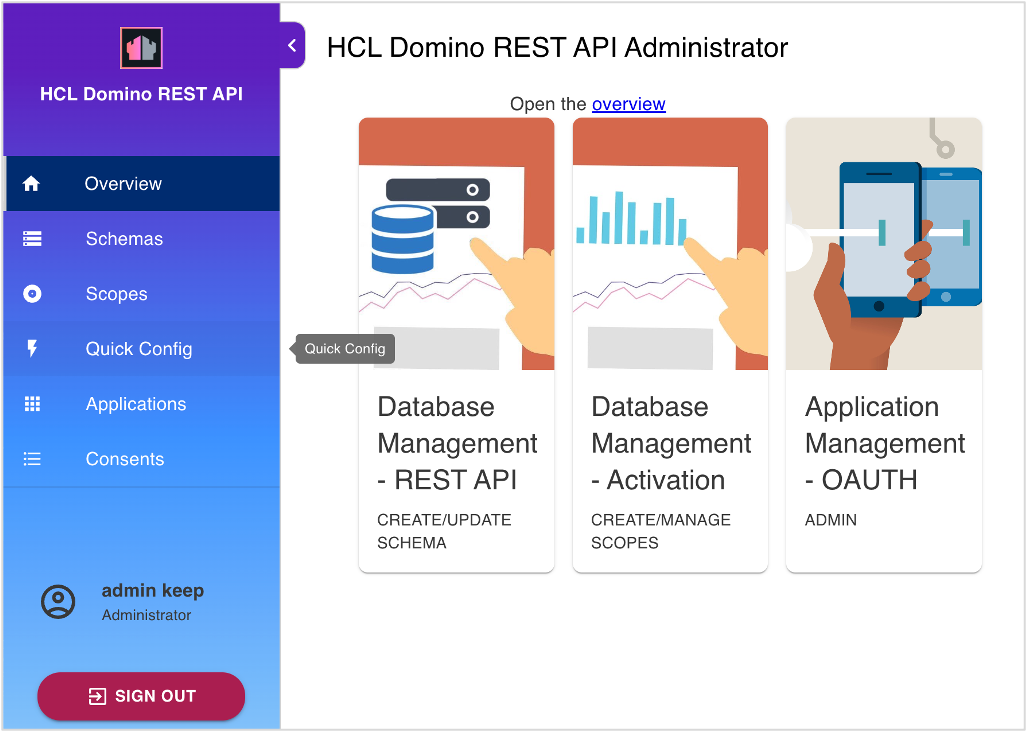 HCL Domino REST API
Overview
Schemas
Scopes
Quick Config
Applications
Consents
admin keep
Administrator
SIGN OUT
HCL Domino REST API Administrator
Open the overview
Quick Config
Database
Management
- REST API
CREATE/UPDATE
SCHEMA
Database
Management
- Activation
CREATE/MANAGE
SCOPES
Application
Management
- OAUTH
ADMIN